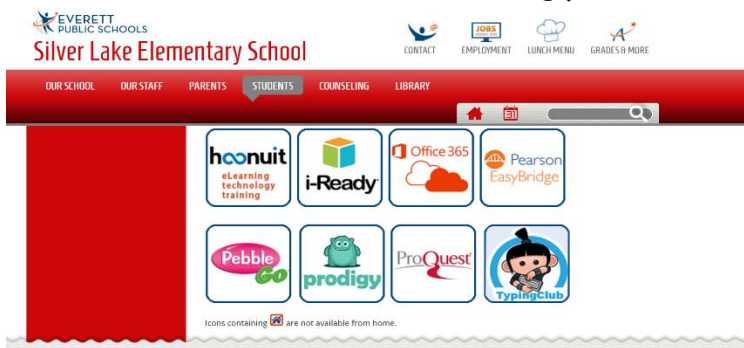 EVERETT
PUBLIC SCHOOLS
Silver Lake Elementary School
CONTACT
JOBS
EMPLOYMENT
LUNCH MENU
A+
GRADES & MORE
OUR SCHOOL OUR STAFF PARENTS STUDENTS COUNSELING LIBRARY
31
hoonuit
eLearning
technology
training
i-Ready
Office 365
Pearson
EasyBridge
Pebble
Go
prodigy
ProQuest
TypingClub
Icons containing are not available from home.